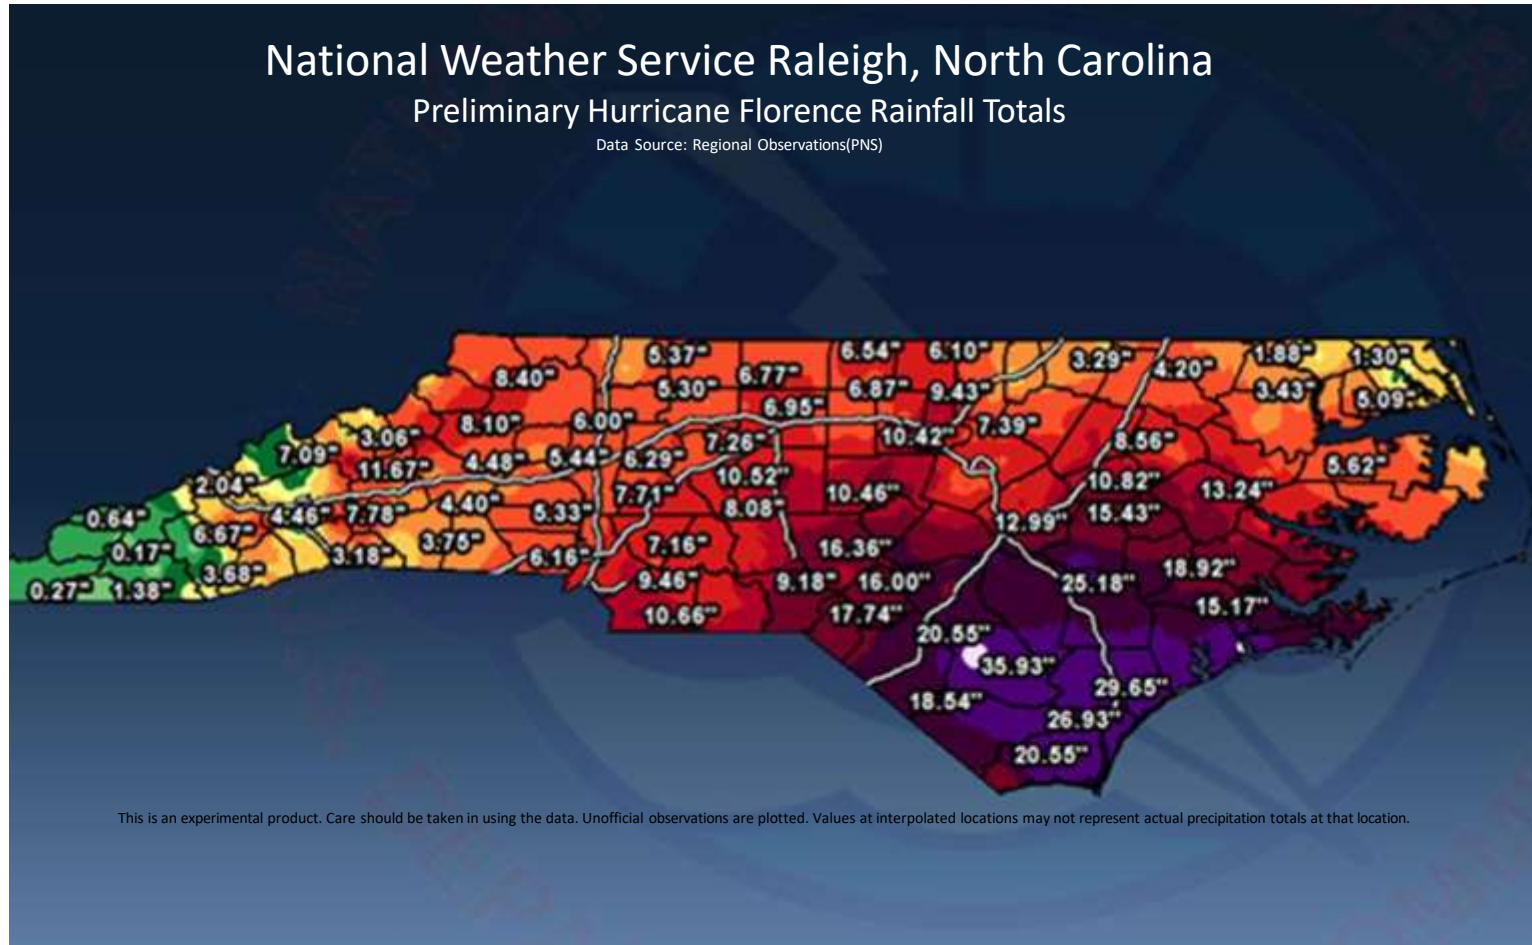 National Weather Service Raleigh, North Carolina
Preliminary Hurricane Florence Rainfall Totals
Data Source: Regional Observations(PNS)
5.37" 6.54" 6.10" 3.29" 1.88" 1.30"
8.40" 5.30" 6.77" 6.87" 9.43" 4.20" 3.43" 5.09"
8.10" 6.00" 6.95" 7.39"
3.06" 7.26" 10.42" 8.56"
7.09" 11.67" 4.48" 5.44" 6.29" 10.52" 5.62"
2.04" 7.71" 10.46" 10.82" 13.24"
0.64" 4.46" 7.78" 4.40" 5.33" 8.08" 12.99" 15.43"
0.17" 6.67" 3.18" 3.75" 6.16" 7.16" 16.36"
0.27" 1.38" 3.68" 9.46" 9.18" 16.00" 25.18" 18.92"
10.66" 17.74" 15.17"
20.55"
35.93"
18.54" 29.65"
26.93"
20.55"
This is an experimental product. Care should be taken in using the data. Unofficial observations are plotted. Values at interpolated locations may not represent actual precipitation totals at that location.